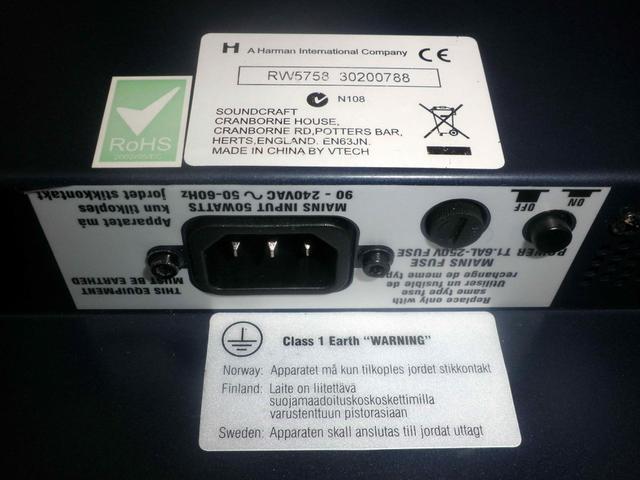 H A Harman International Company CE
RW5758 30200788
N108
SOUNDCRAFT
CRANBORNE HOUSE,
CRANBORNE RD,POTTERS BAR,
HERTS,ENGLAND. EN63JN.
MADE IN CHINA BY VTECH
RoHS
2002/95/EC
Apparatet må
kun tilkoples
jordet stikkontakt
MAINS INPUT 50WATTS
90 - 240VAC ~ 50-60Hz
THIS EQUIPMENT
MUST BE EARTHED
ON
OFF
POWER
T1.6AL-250V FUSE
MAINS FUSE
Replace only with
same type fuse
Utiliser un fusible de
rechange de meme type
Class 1 Earth "WARNING"
Norway: Apparatet må kun tilkoples jordet stikkontakt
Finland: Laite on liitettävä
suojamaadoituskoskoskettimilla
varustenttuun pistorasiaan
Sweden: Apparaten skall anslutas till jordat uttagt